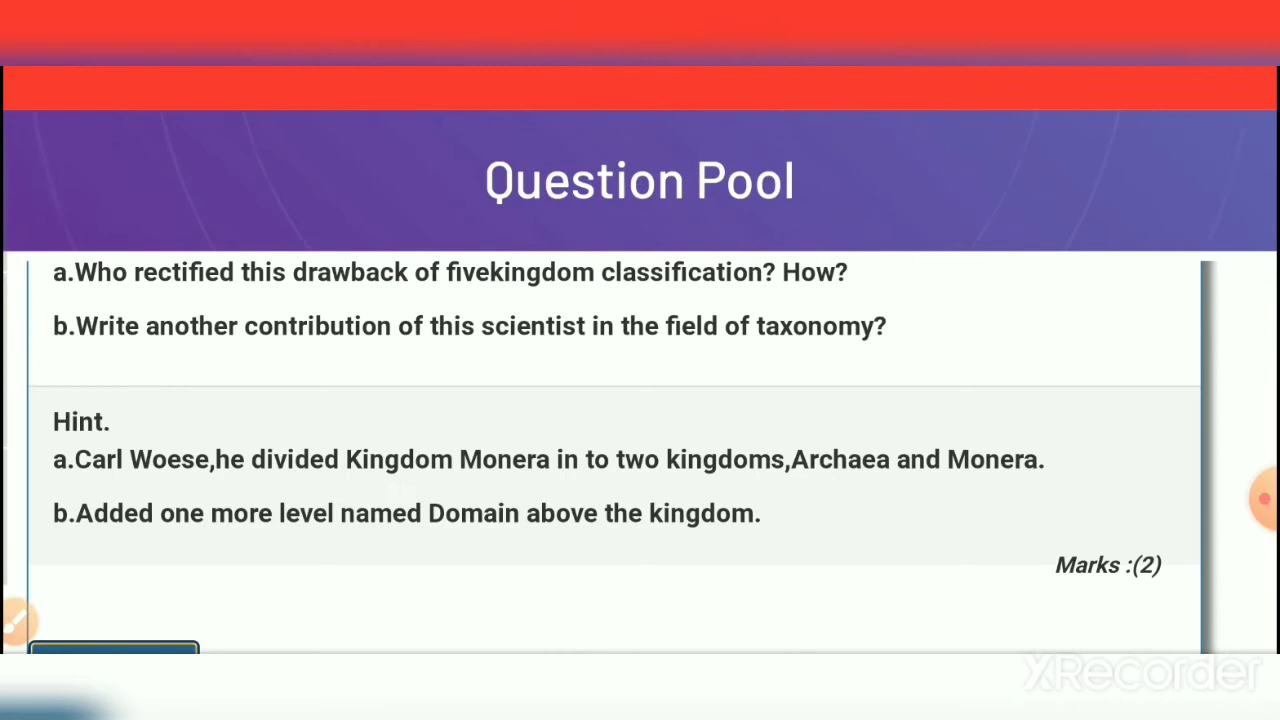 Question Pool
a.Who rectified this drawback of fivekingdom classification? How?
b.Write another contribution of this scientist in the field of taxonomy?
Hint.
a.Carl Woese,he divided Kingdom Monera in to two kingdoms,Archaea and Monera.
b.Added one more level named Domain above the kingdom.
Marks :(2)
XRecorder